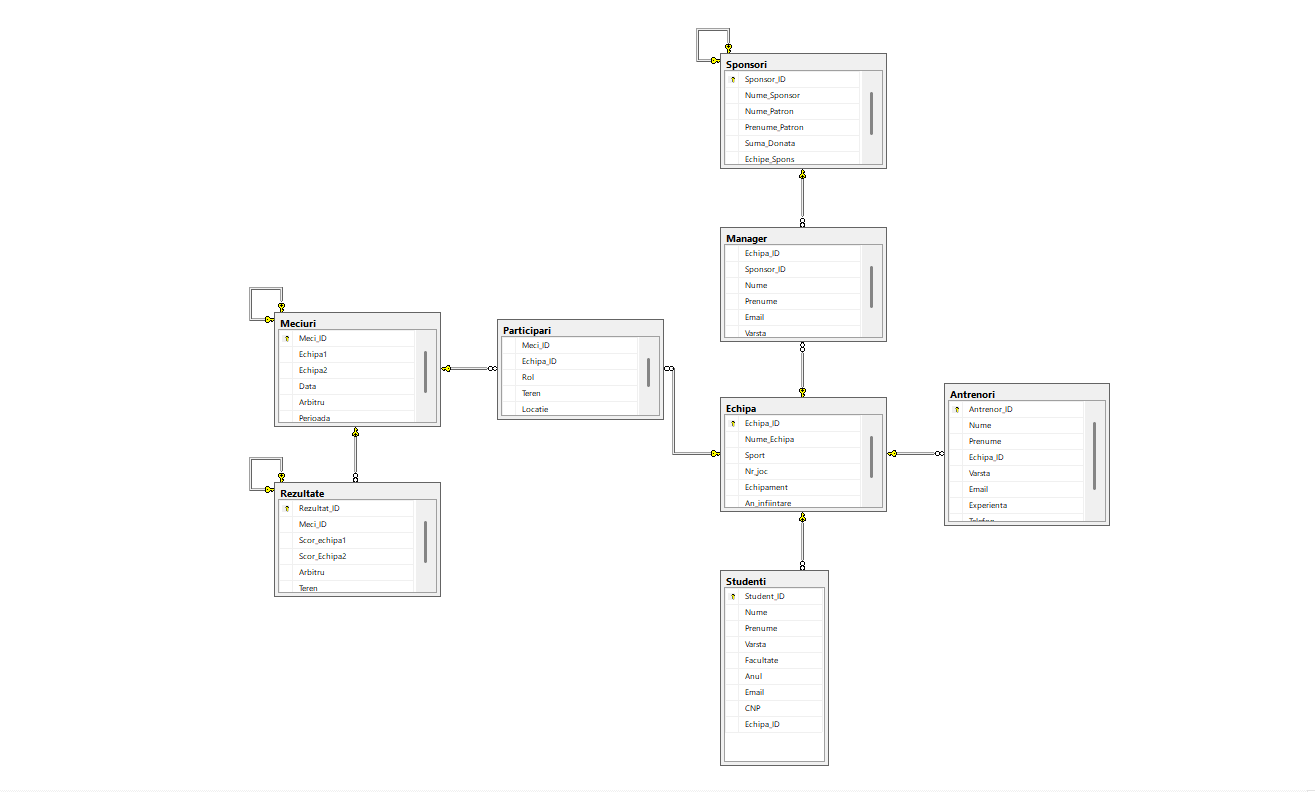 Sponsori
Sponsor_ID
Nume_Sponsor
Nume_Patron
Prenume_Patron
Suma_Donata
Echipe_Spons
Manager
Echipa_ID
Sponsor_ID
Nume
Prenume
Email
Varsta
Meciuri
Meci_ID
Echipa1
Echipa2
Data
Arbitru
Perioada
Participari
Meci_ID
Echipa_ID
Rol
Teren
Locatie
Echipa
Echipa_ID
Nume_Echipa
Sport
Nr_joc
Echipament
An_infiintare
Antrenori
Antrenor_ID
Nume
Prenume
Echipa_ID
Varsta
Email
Experienta
Telefon
Rezultate
Rezultat_ID
Meci_ID
Scor_echipa1
Scor_Echipa2
Arbitru
Teren
Studenti
Student_ID
Nume
Prenume
Varsta
Facultate
Anul
Email
CNP
Echipa_ID